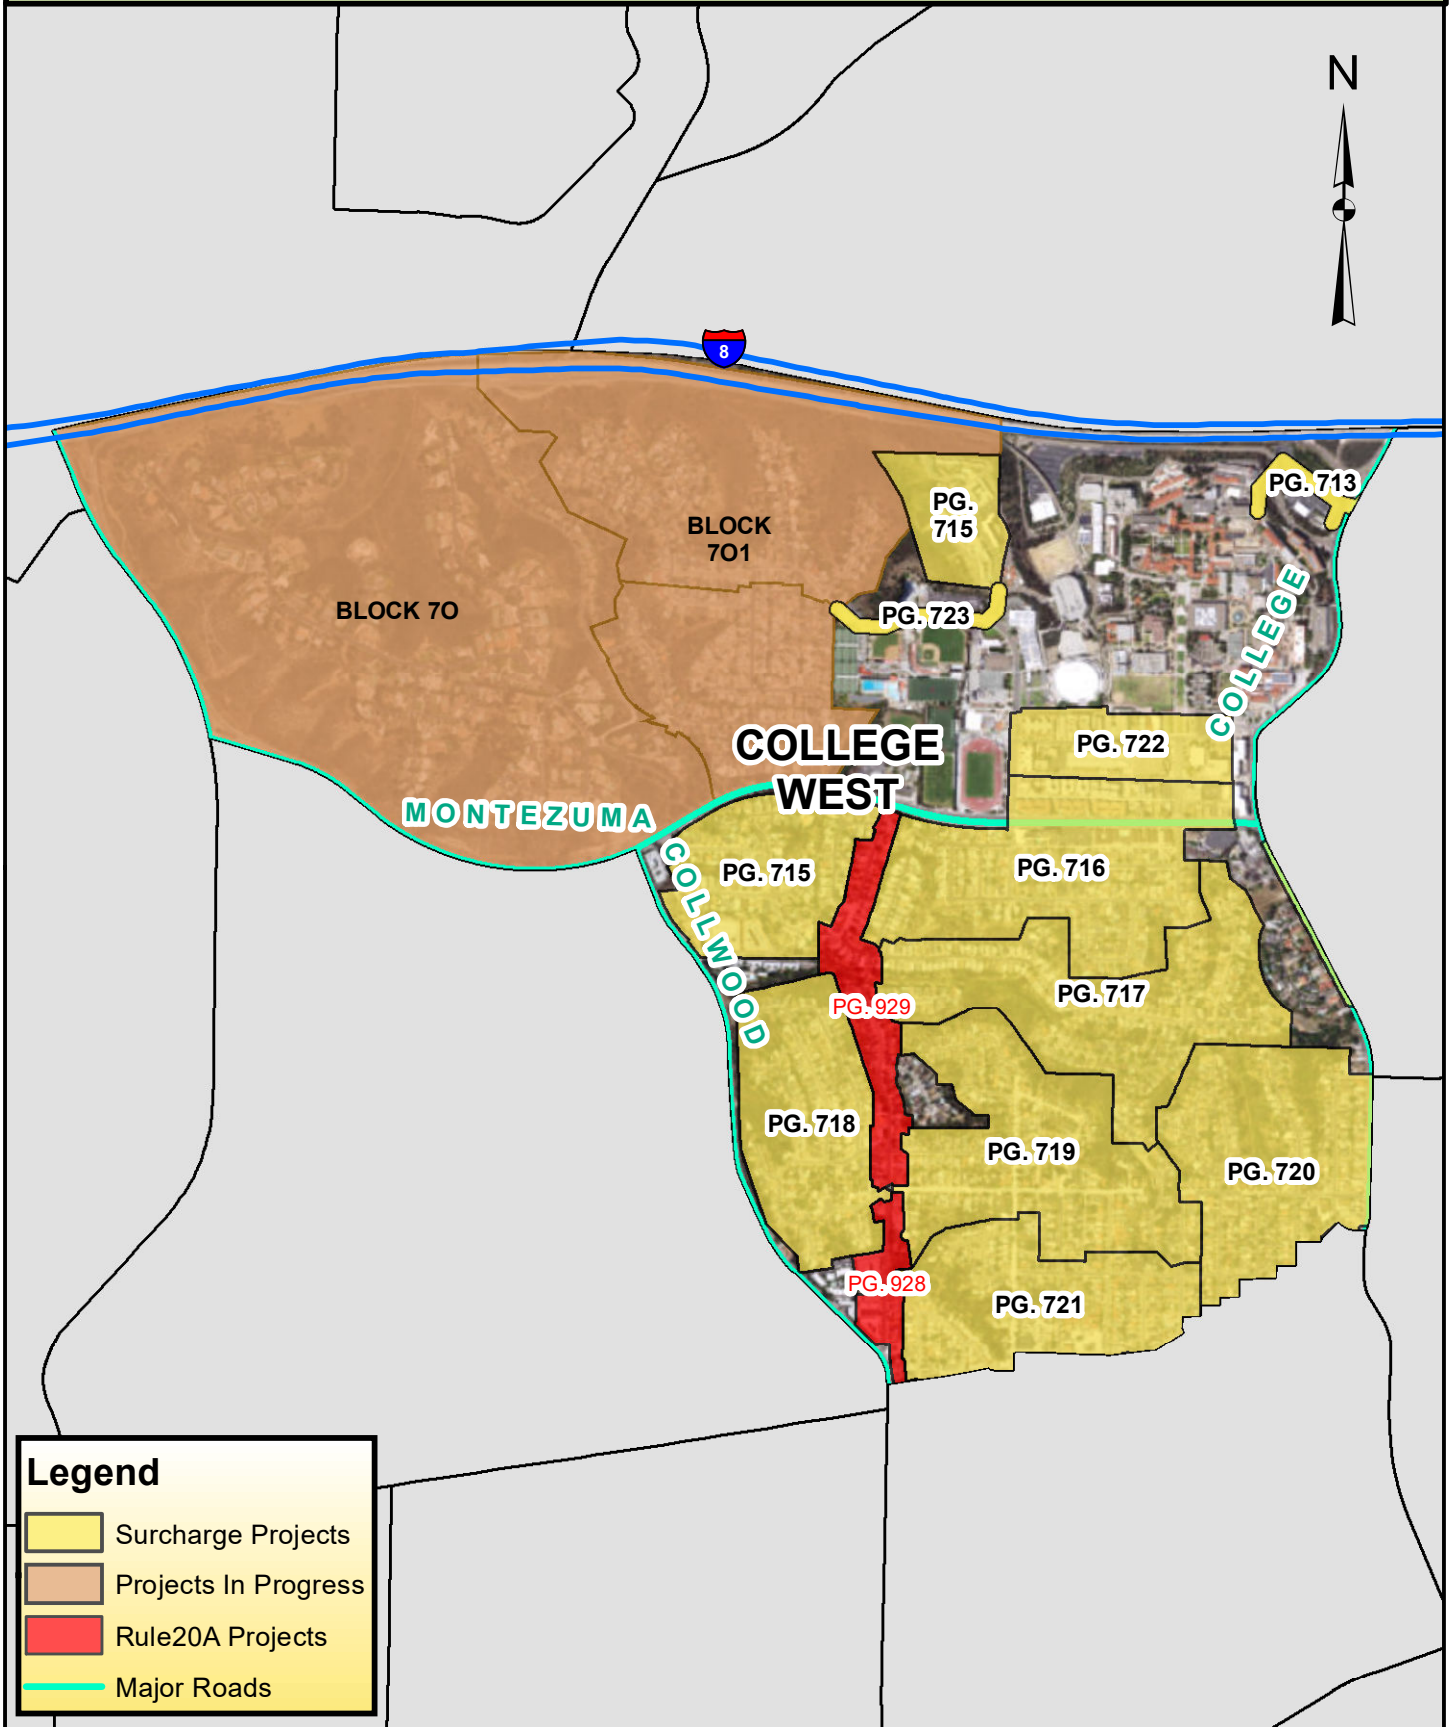 N
8
PG. 713
PG.
715
BLOCK
7O1
BLOCK 7O
PG. 723
COLLEGE
PG. 722
COLLEGE
WEST
MONTEZUMA
COLLWOOD
PG. 715
PG. 716
PG. 717
PG. 929
PG. 718
PG. 719
PG. 720
PG. 928
PG. 721
Legend
Surcharge Projects
Projects In Progress
Rule20A Projects
Major Roads